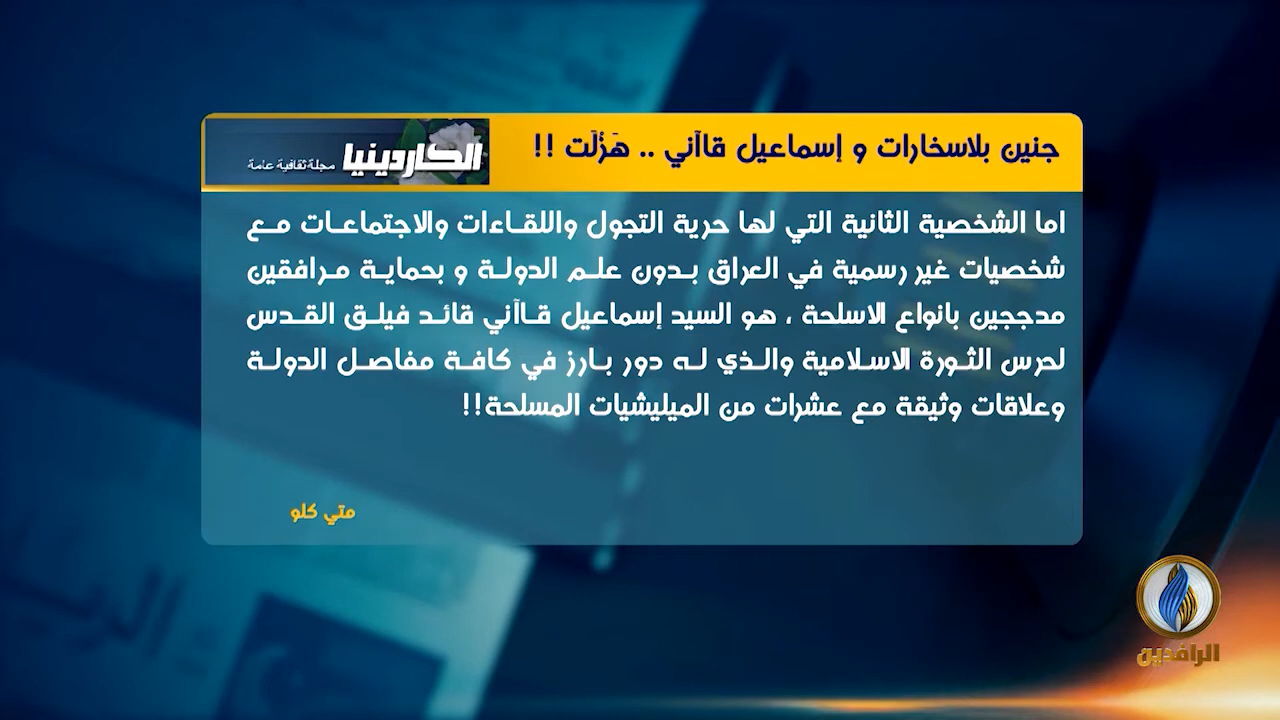 جنين بلاسخارات و إسماعيل قاآني .. هَزُلَت !!
الكاردينيا مجلة ثقافية عامة
اما الشخصية الثانية التي لها حرية التجول واللقاءات والاجتماعات مع
شخصيات غير رسمية في العراق بدون علم الدولة و بحماية مرافقين
مدججين بانواع الاسلحة ، هو السيد إسماعيل قاآني قائد فيلق القدس
لحرس الثورة الاسلامية والذي له دور بارز في كافة مفاصل الدولة
وعلاقات وثيقة مع عشرات من الميليشيات المسلحة!!
متي كلو
الرافدين